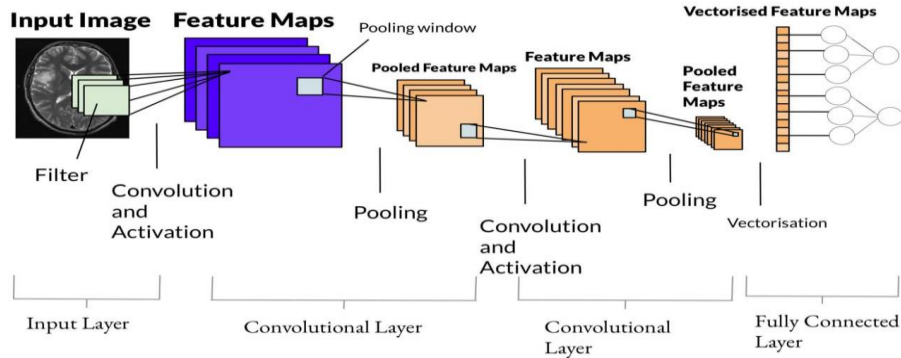 Input Image
Feature Maps
Vectorised Feature Maps
Pooling window
Pooled Feature Maps
Feature Maps
Pooled
Feature
Maps
Filter
Convolution
and
Activation
Pooling
Convolution
and
Activation
Pooling
Vectorisation
Input Layer
Convolutional Layer
Convolutional
Layer
Fully Connected
Layer